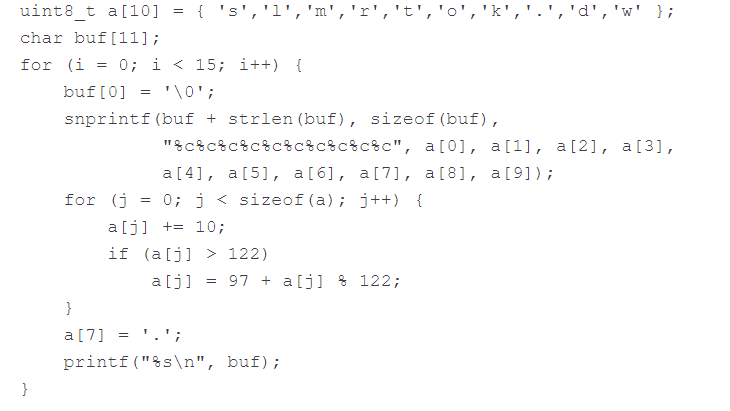 uint8_t a[10] = { 's','l','m','r','t','o','k','.','d','w' };
char buf[11];
for (i = 0; i < 15; i++) {
    buf[0] = '\0';
    snprintf(buf + strlen(buf), sizeof(buf),
            "%c%c%c%c%c%c%c%c%c%c", a[0], a[1], a[2], a[3],
            a[4], a[5], a[6], a[7], a[8], a[9]);
    for (j = 0; j < sizeof(a); j++) {
        a[j] += 10;
        if (a[j] > 122)
            a[j] = 97 + a[j] % 122;
    }
    a[7] = '.';
    printf("%s\n", buf);
}